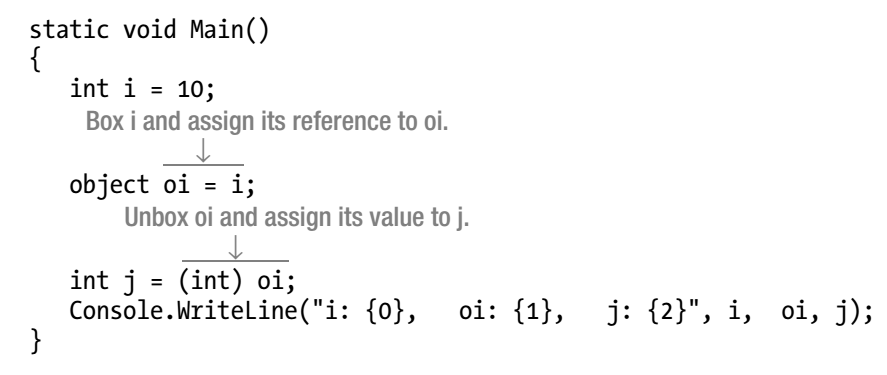 static void Main()
{
   int i = 10;
    Box i and assign its reference to oi.
          ↓
   object oi = i;
       Unbox oi and assign its value to j.
            ↓
   int j = (int) oi;
   Console.WriteLine("i: {0},   oi: {1},   j: {2}", i,  oi, j);
}